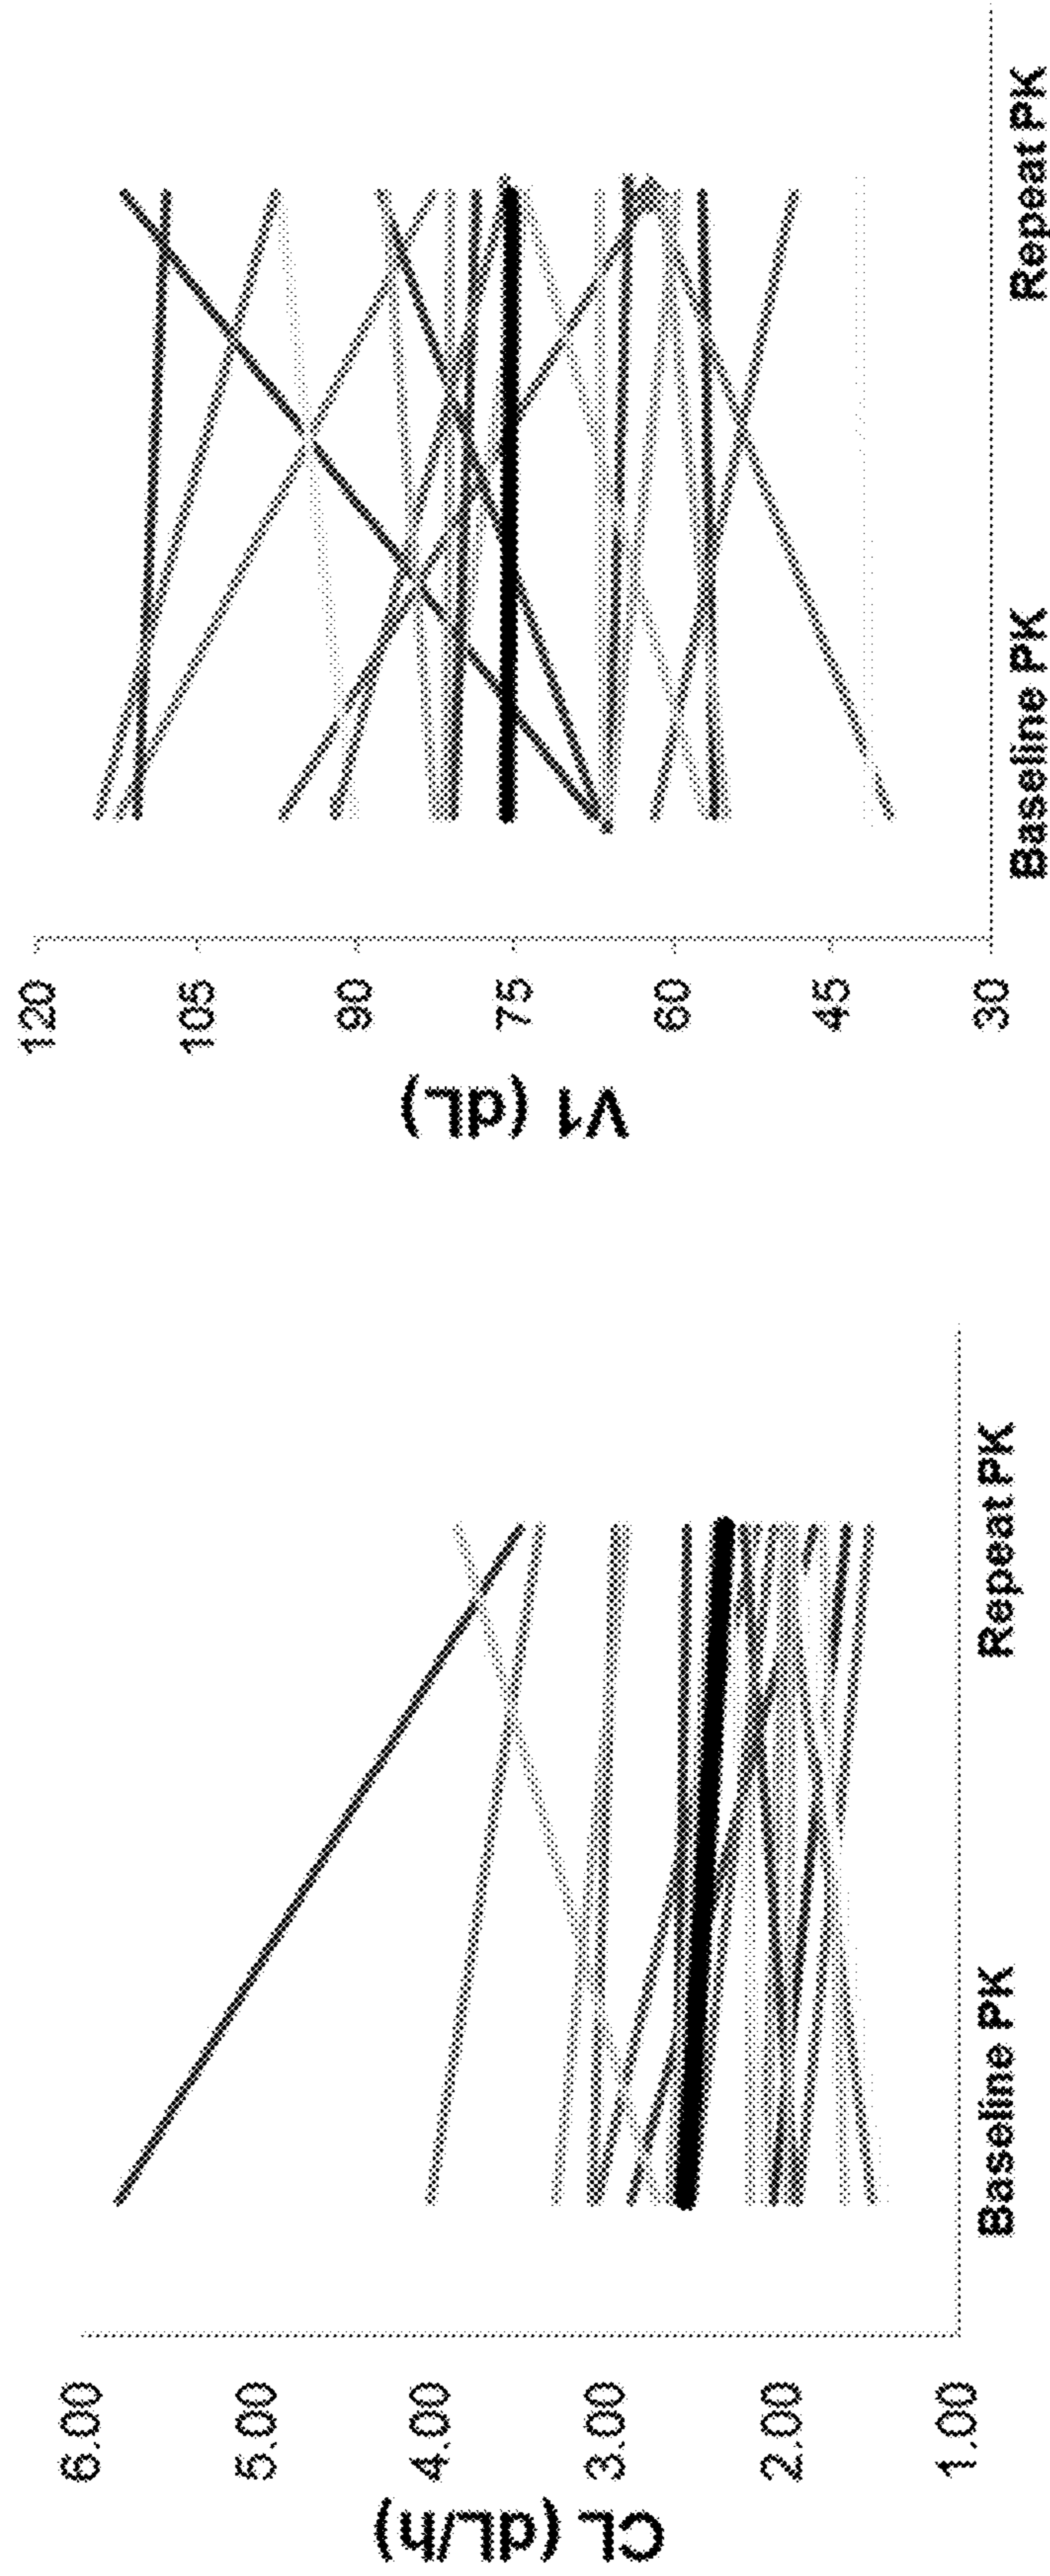 CL (dL/h)
6.00
5.00
4.00
3.00
2.00
1.00
Baseline PK
Repeat PK
V1 (dL)
120
105
90
75
60
45
30
Baseline PK
Repeat PK